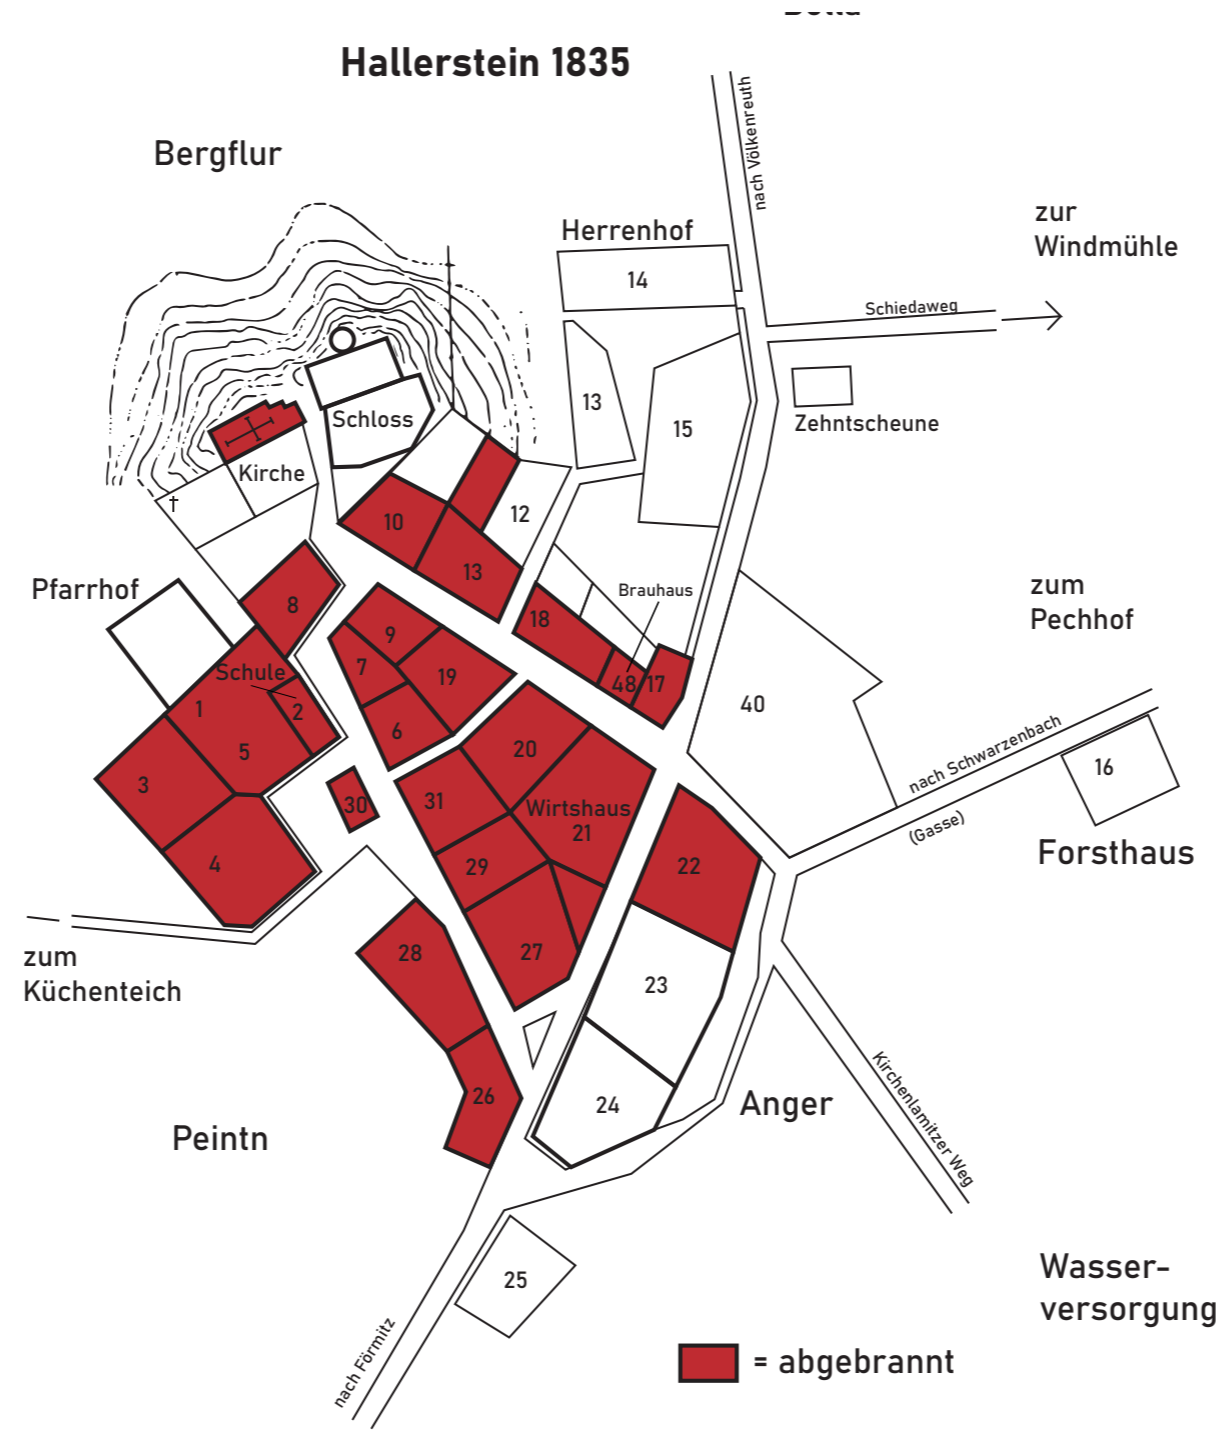 Hallerstein 1835
Bergflur
nach Völkenreuth
zur
Windmühle
Herrenhof
14
Schiedaweg
13
15
Zehntscheune
Schloss
Kirche
†
10
12
13
Pfarrhof
8
Brauhaus
zum
Pechhof
18
9
7
19
48
17
Schule
1
2
40
6
5
3
20
nach Schwarzenbach
(Gasse)
16
Forsthaus
30
31
Wirtshaus
21
4
29
22
28
27
23
zum
Küchenteich
26
24
Anger
Kirchenlamitzer Weg
Peintn
25
Wasser-
versorgung
nach Förmitz
= abgebrannt